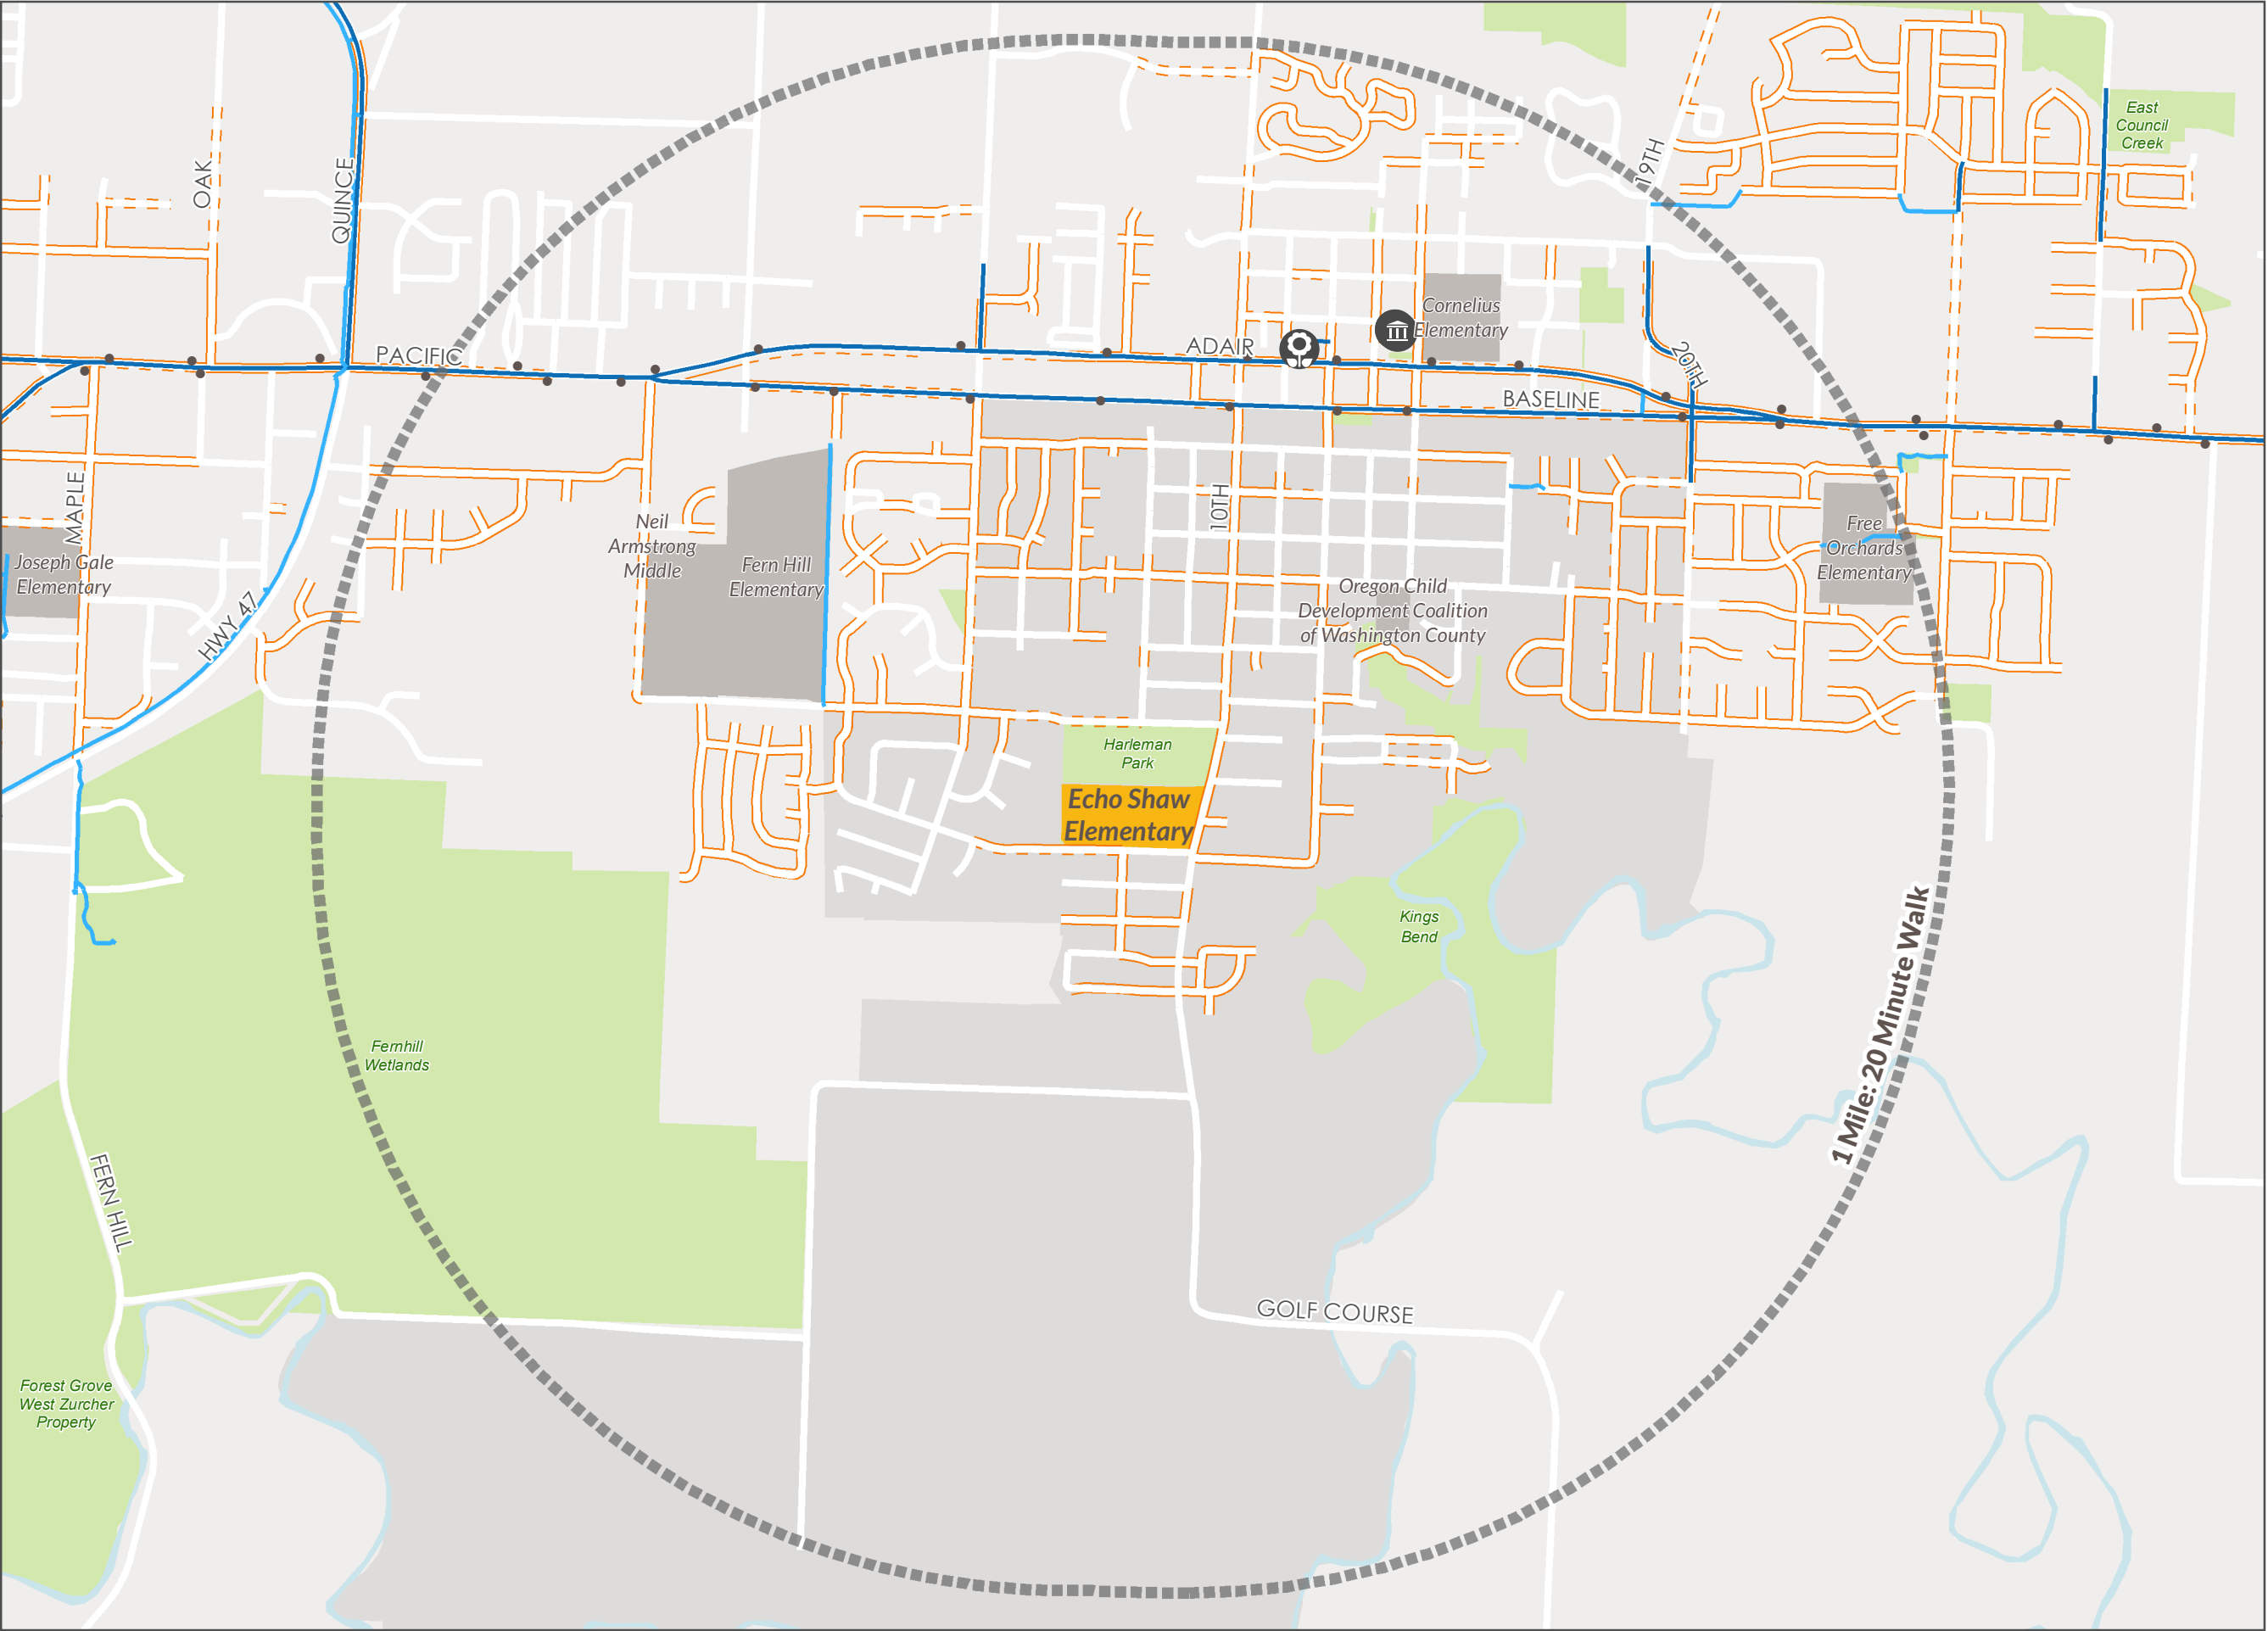 East
Council
Creek
OAK
QUINCE
19TH
Cornelius
Elementary
PACIFIC
ADAIR
20TH
BASELINE
MAPLE
10TH
Neil
Armstrong
Middle
Fern Hill
Elementary
Joseph Gale
Elementary
Free
Orchards
Elementary
Oregon Child
Development Coalition
of Washington County
HWY 47
Harleman
Park
Echo Shaw
Elementary
Kings
Bend
1 Mile: 20 Minute Walk
Fernhill
Wetlands
FERN HILL
GOLF COURSE
Forest Grove
West Zurcher
Property